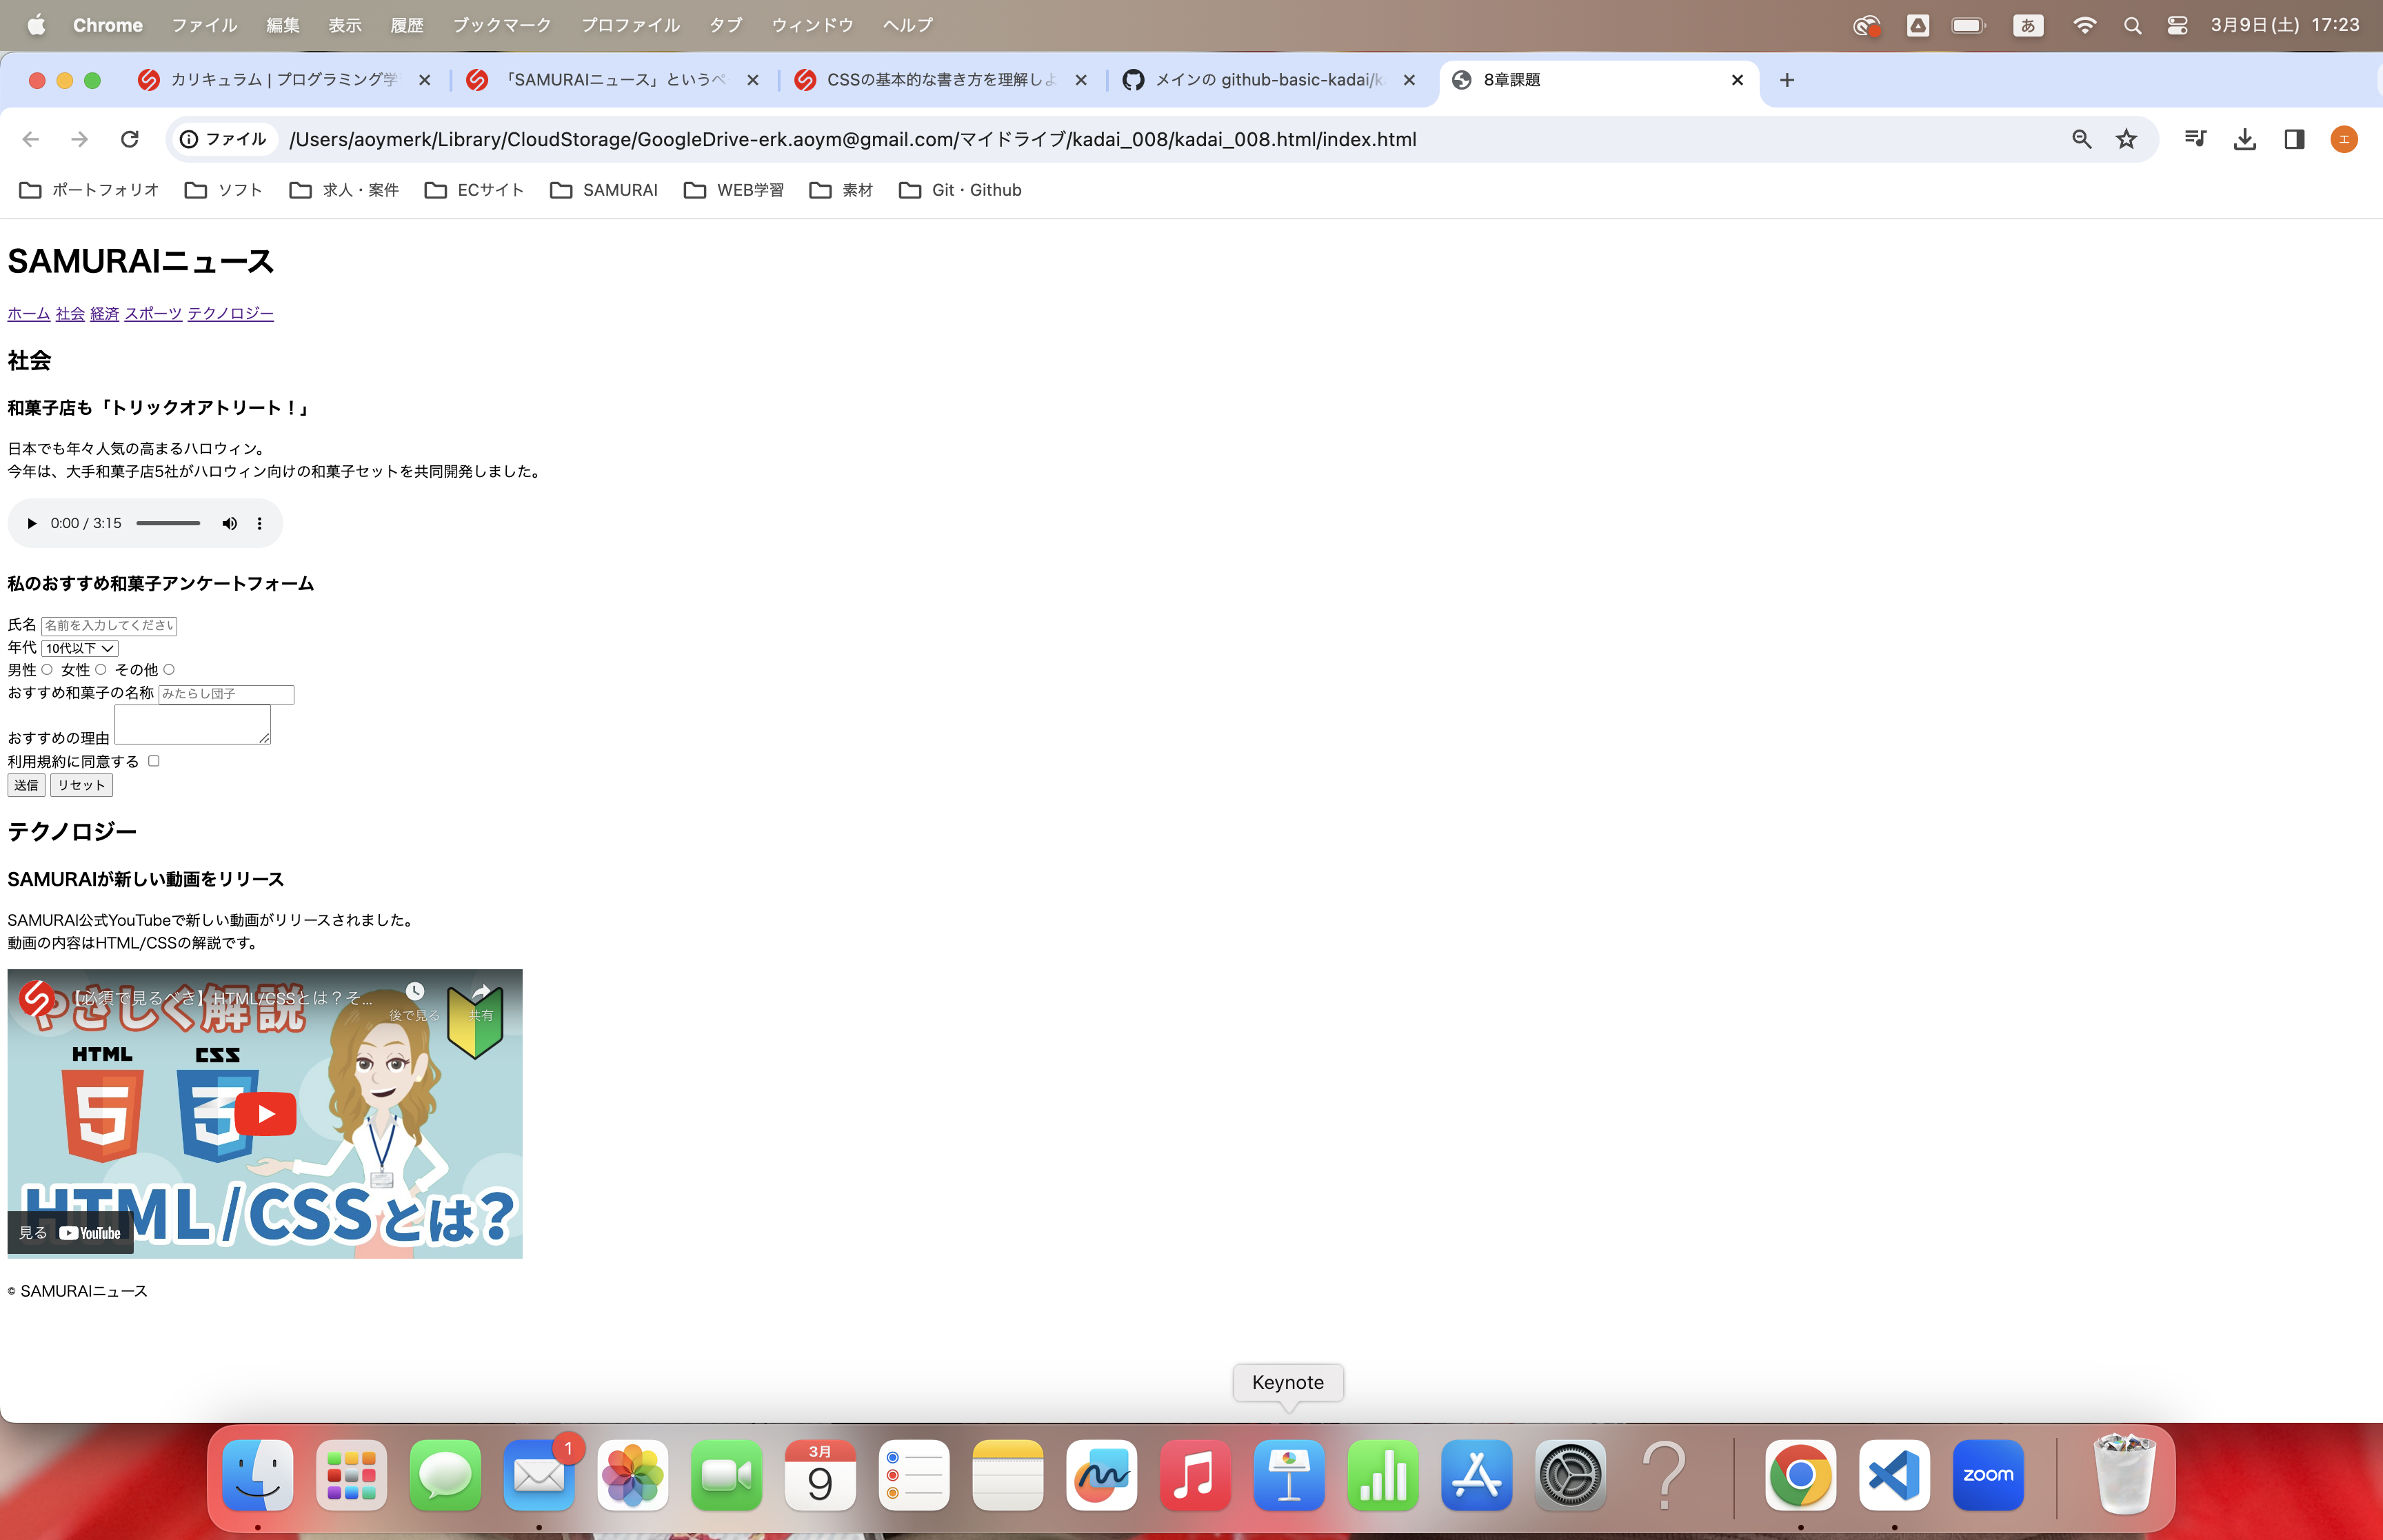 Chrome ファイル 編集 表示 履歴 ブックマーク プロファイル タブ ウィンドウ ヘルプ あ 3月9日(土) 17:23
カリキュラム | プログラミング学 「SAMURAIニュース」というペ CSSの基本的な書き方を理解しよ メインの github-basic-kadai/k 8章課題
ファイル /Users/aoymerk/Library/CloudStorage/GoogleDrive-erk.aoym@gmail.com/マイドライブ/kadai_008/kadai_008.html/index.html エ
ポートフォリオ ソフト 求人・案件 ECサイト SAMURAI WEB学習 素材 Git・Github
SAMURAIニュース
ホーム 社会 経済 スポーツ テクノロジー
社会
和菓子店も「トリックオアトリート！」
日本でも年々人気の高まるハロウィン。
今年は、大手和菓子店5社がハロウィン向けの和菓子セットを共同開発しました。
0:00 / 3:15
私のおすすめ和菓子アンケートフォーム
氏名 名前を入力してください
年代 10代以下
男性 女性 その他
おすすめ和菓子の名称 みたらし団子
おすすめの理由
利用規約に同意する
送信 リセット
テクノロジー
SAMURAIが新しい動画をリリース
SAMURAI公式YouTubeで新しい動画がリリースされました。
動画の内容はHTML/CSSの解説です。
【必須で見るべき】HTML/CSSとは？そ...
後で見る 共有
やさしく解説
HTML CSS
5 3
HTML/CSSとは?
見る YouTube
© SAMURAIニュース
Keynote
1
3月
9
zoom